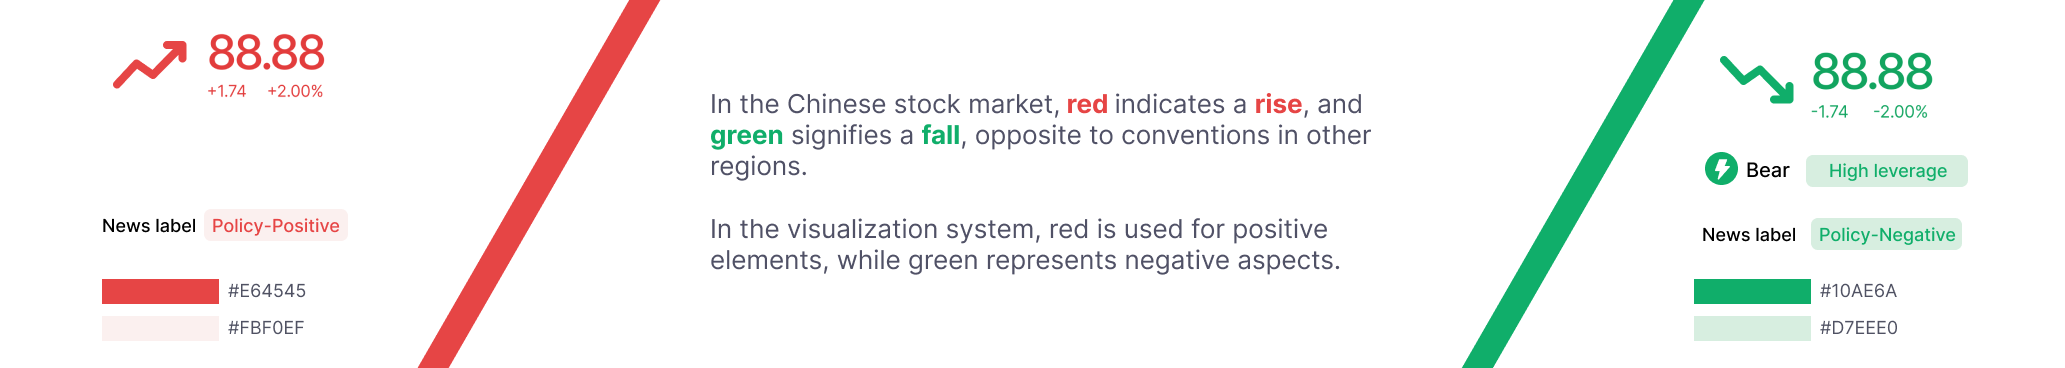 88.88
+1.74 +2.00%
News label Policy-Positive
#E64545
#FBF0EF
In the Chinese stock market, red indicates a rise, and
green signifies a fall, opposite to conventions in other
regions.
In the visualization system, red is used for positive
elements, while green represents negative aspects.
88.88
-1.74 -2.00%
Bear High leverage
News label Policy-Negative
#10AE6A
#D7EEE0